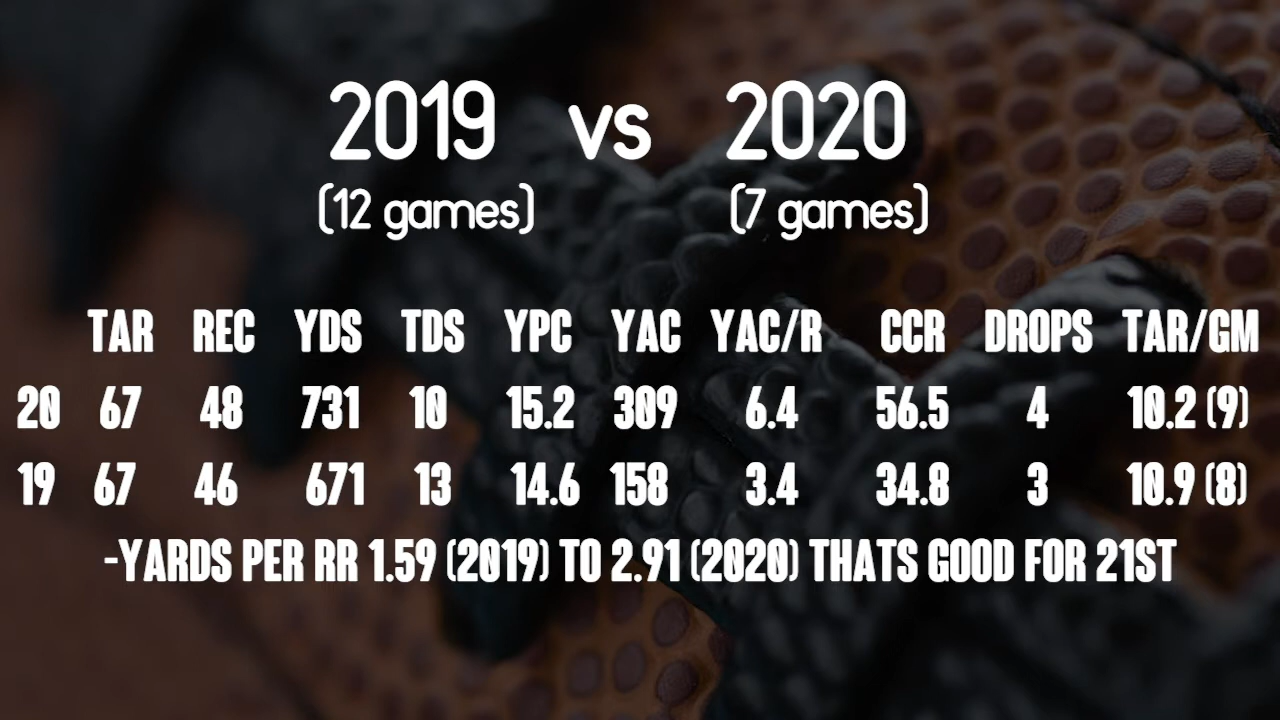 2019 vs 2020
(12 games) (7 games)
TAR REC YDS TDS YPC YAC YAC/R CCR DROPS TAR/GM
20 67 48 731 10 15.2 309 6.4 56.5 4 10.2 (9)
19 67 46 671 13 14.6 158 3.4 34.8 3 10.9 (8)
-YARDS PER RR 1.59 (2019) TO 2.91 (2020) THATS GOOD FOR 21ST